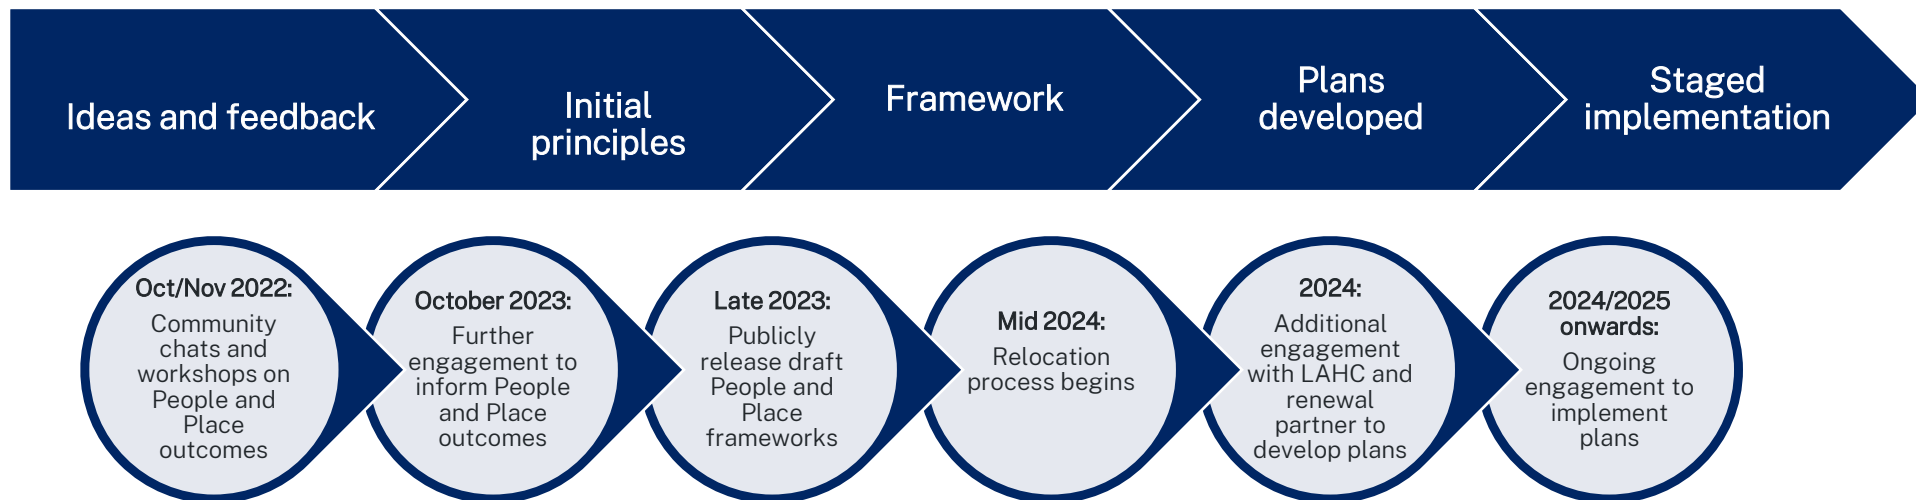 Ideas and feedback
Initial
principles
Framework
Plans
developed
Staged
implementation
Oct/Nov 2022:
Community
chats and
workshops on
People and
Place
outcomes
October 2023:
Further
engagement to
inform People
and Place
outcomes
Late 2023:
Publicly
release draft
People and
Place
frameworks
Mid 2024:
Relocation
process begins
2024:
Additional
engagement
with LAHC and
renewal
partner to
develop plans
2024/2025
onwards:
Ongoing
engagement to
implement
plans